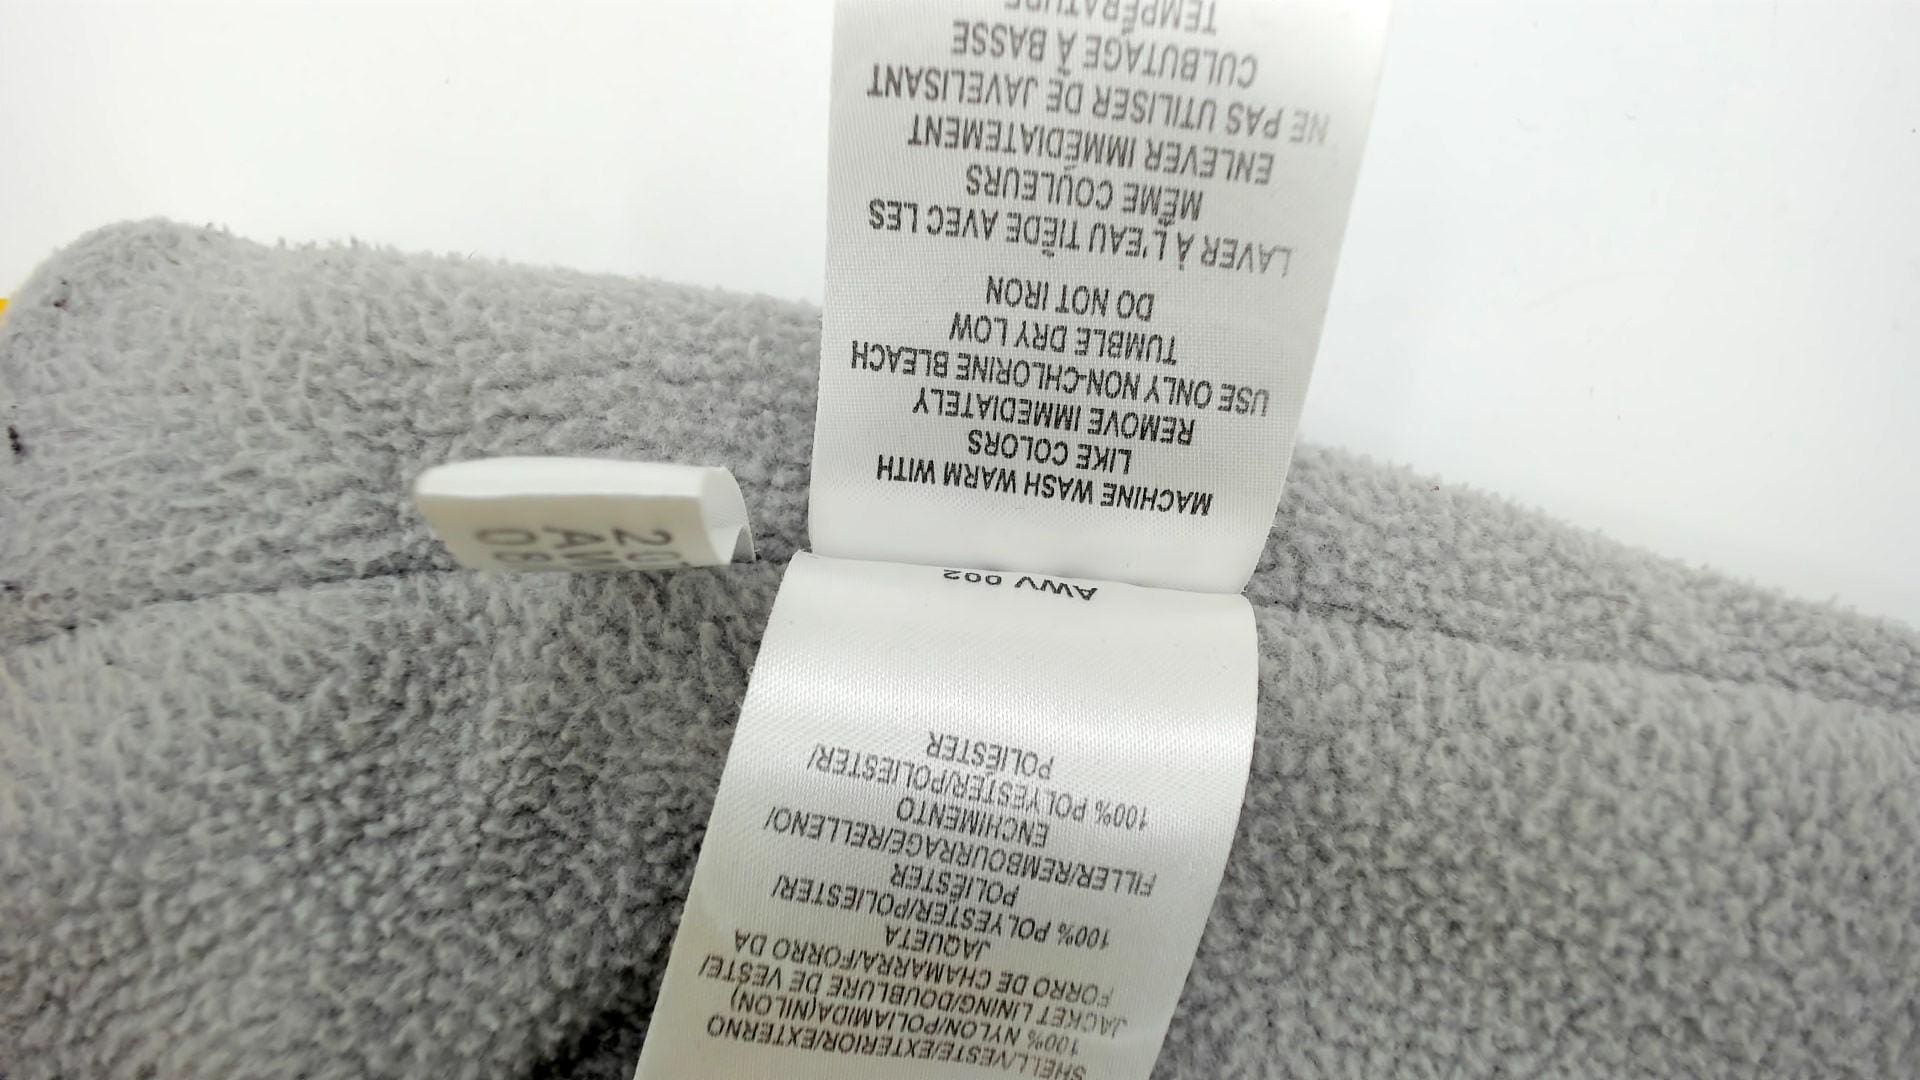 SHELL/VESTE/EXTERIOR/EXTERNO
100% NYLON/POLIAMIDA(NILON)
JACKET LINING/DOUBLURE DE VESTE/
FORRO DE CHAMARRA/FORRO DA
JAQUETA
100% POLYESTER/POLIESTER/
POLIÉSTER
FILLER/REMBOURRAGE/RELLENO/
ENCHIMENTO
100% POLYESTER/POLIESTER/
POLIESTER
AWV 002
MACHINE WASH WARM WITH
LIKE COLORS
REMOVE IMMEDIATELY
USE ONLY NON-CHLORINE BLEACH
TUMBLE DRY LOW
DO NOT IRON
LAVER À L'EAU TIÈDE AVEC LES
MÊME COULEURS
ENLEVER IMMÉDIATEMENT
NE PAS UTILISER DE JAVELISANT
CULBUTAGE À BASSE
TEMPÉRATURE